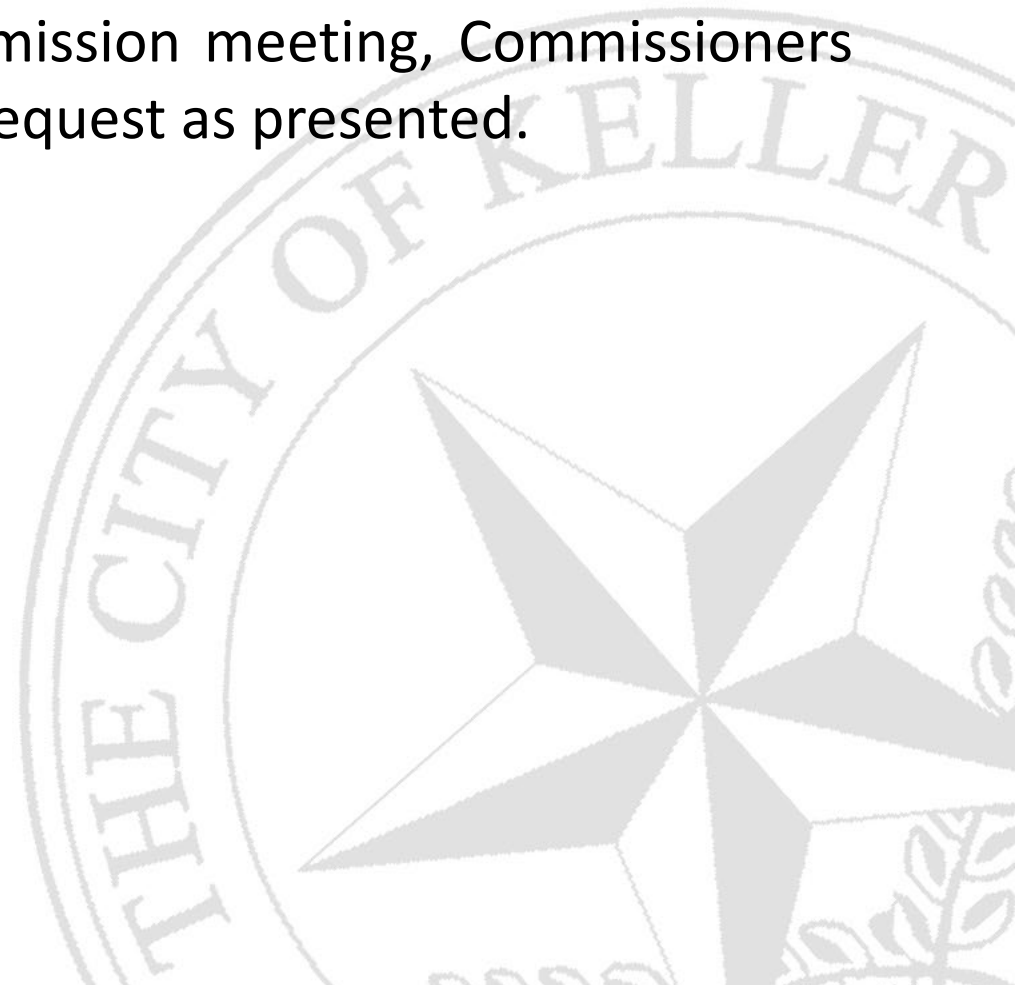 mission meeting, Commissioners
equest as presented.
THE CITY OF KELLER